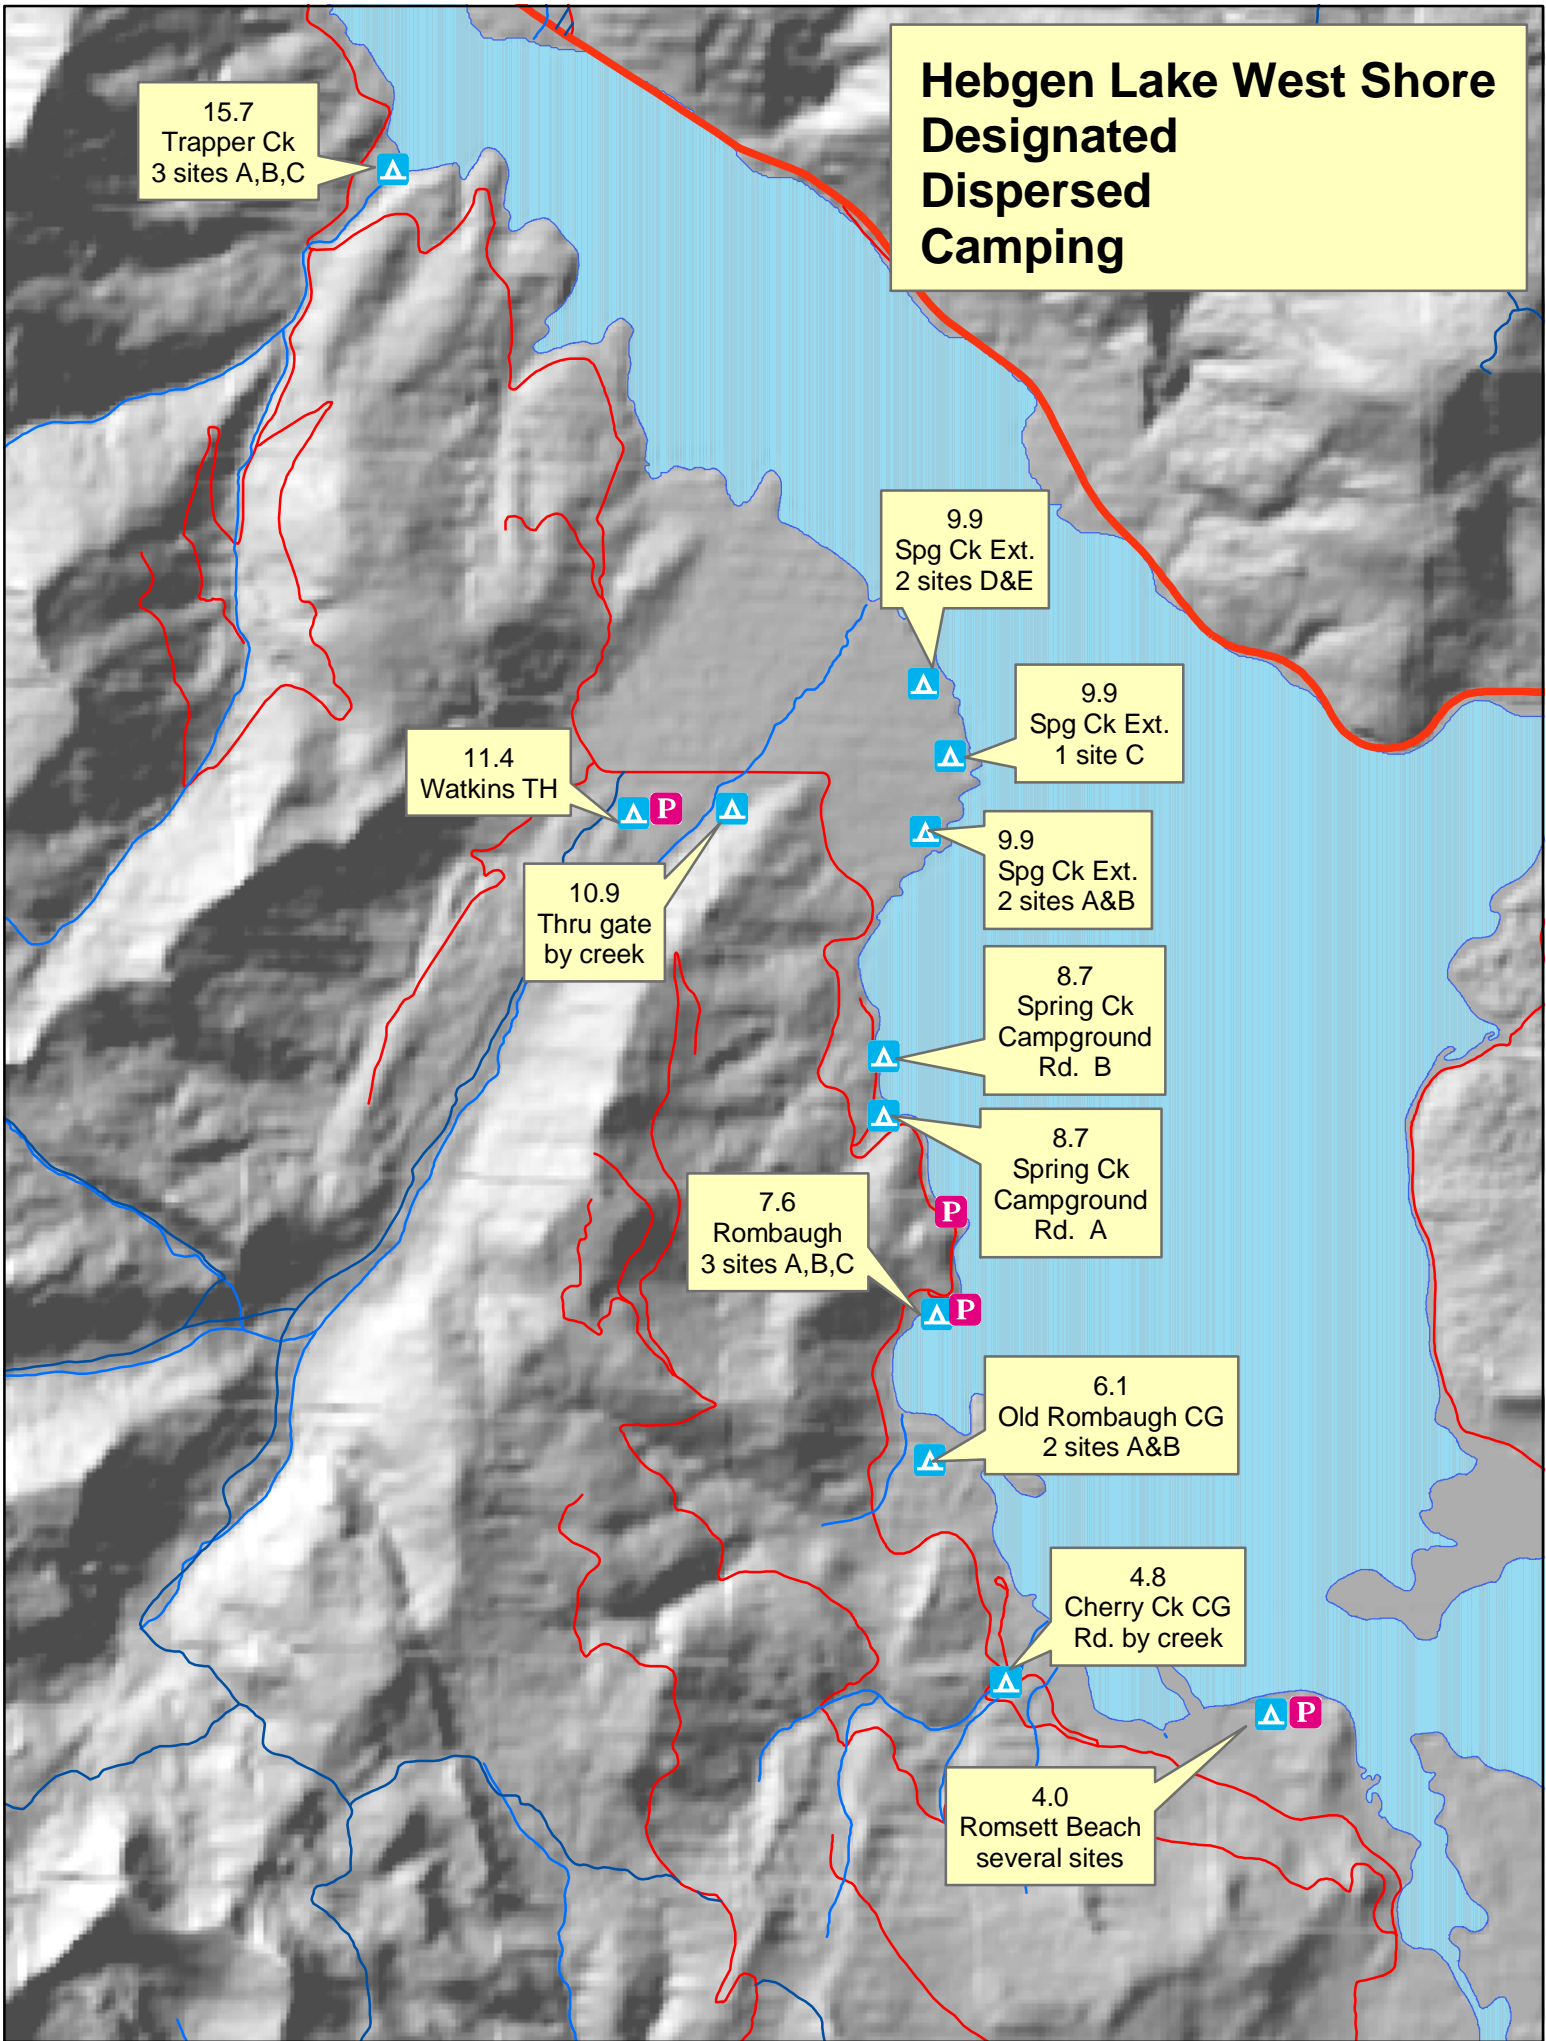 Hebgen Lake West Shore
Designated
Dispersed
Camping
15.7
Trapper Ck
3 sites A,B,C
9.9
Spg Ck Ext.
2 sites D&E
9.9
Spg Ck Ext.
1 site C
11.4
Watkins TH
P
9.9
Spg Ck Ext.
2 sites A&B
10.9
Thru gate
by creek
8.7
Spring Ck
Campground
Rd. B
8.7
Spring Ck
Campground
Rd. A
P
7.6
Rombaugh
3 sites A,B,C
P
6.1
Old Rombaugh CG
2 sites A&B
4.8
Cherry Ck CG
Rd. by creek
P
4.0
Romsett Beach
several sites